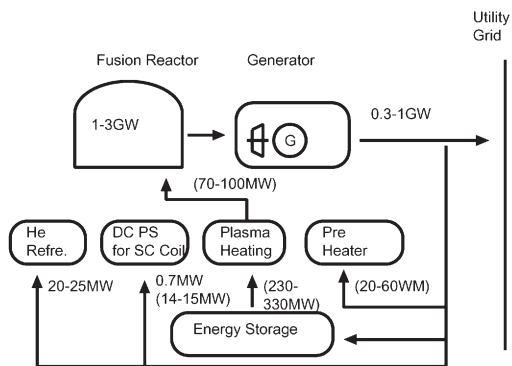 Utility
Grid
Fusion Reactor
Generator
1-3GW
G
0.3-1GW
(70-100MW)
He
Refre.
DC PS
for SC Coil
Plasma
Heating
Pre
Heater
20-25MW
0.7MW
(14-15MW)
(230-
330MW)
(20-60WM)
Energy Storage